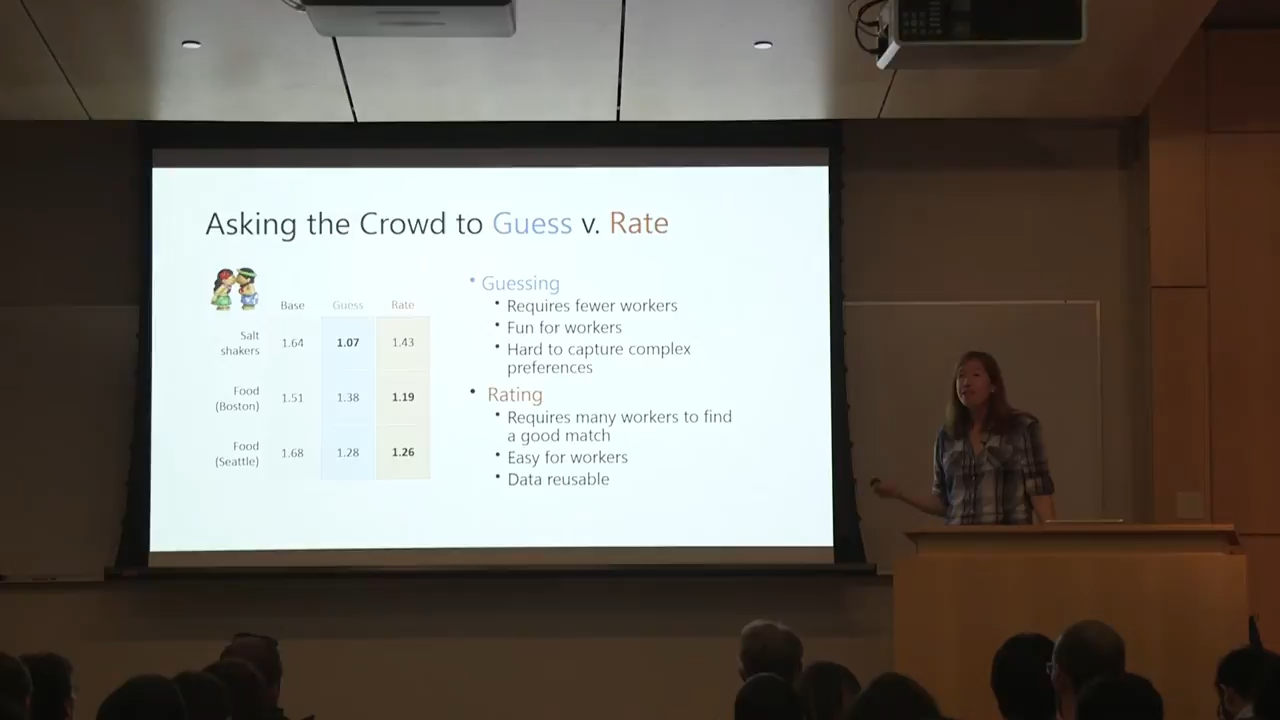 Asking the Crowd to Guess v. Rate
Base Guess Rate
Salt
shakers
1.64 1.07 1.43
Food
(Boston)
1.51 1.38 1.19
Food
(Seattle)
1.68 1.28 1.26
• Guessing
• Requires fewer workers
• Fun for workers
• Hard to capture complex
preferences
• Rating
• Requires many workers to find
a good match
• Easy for workers
• Data reusable